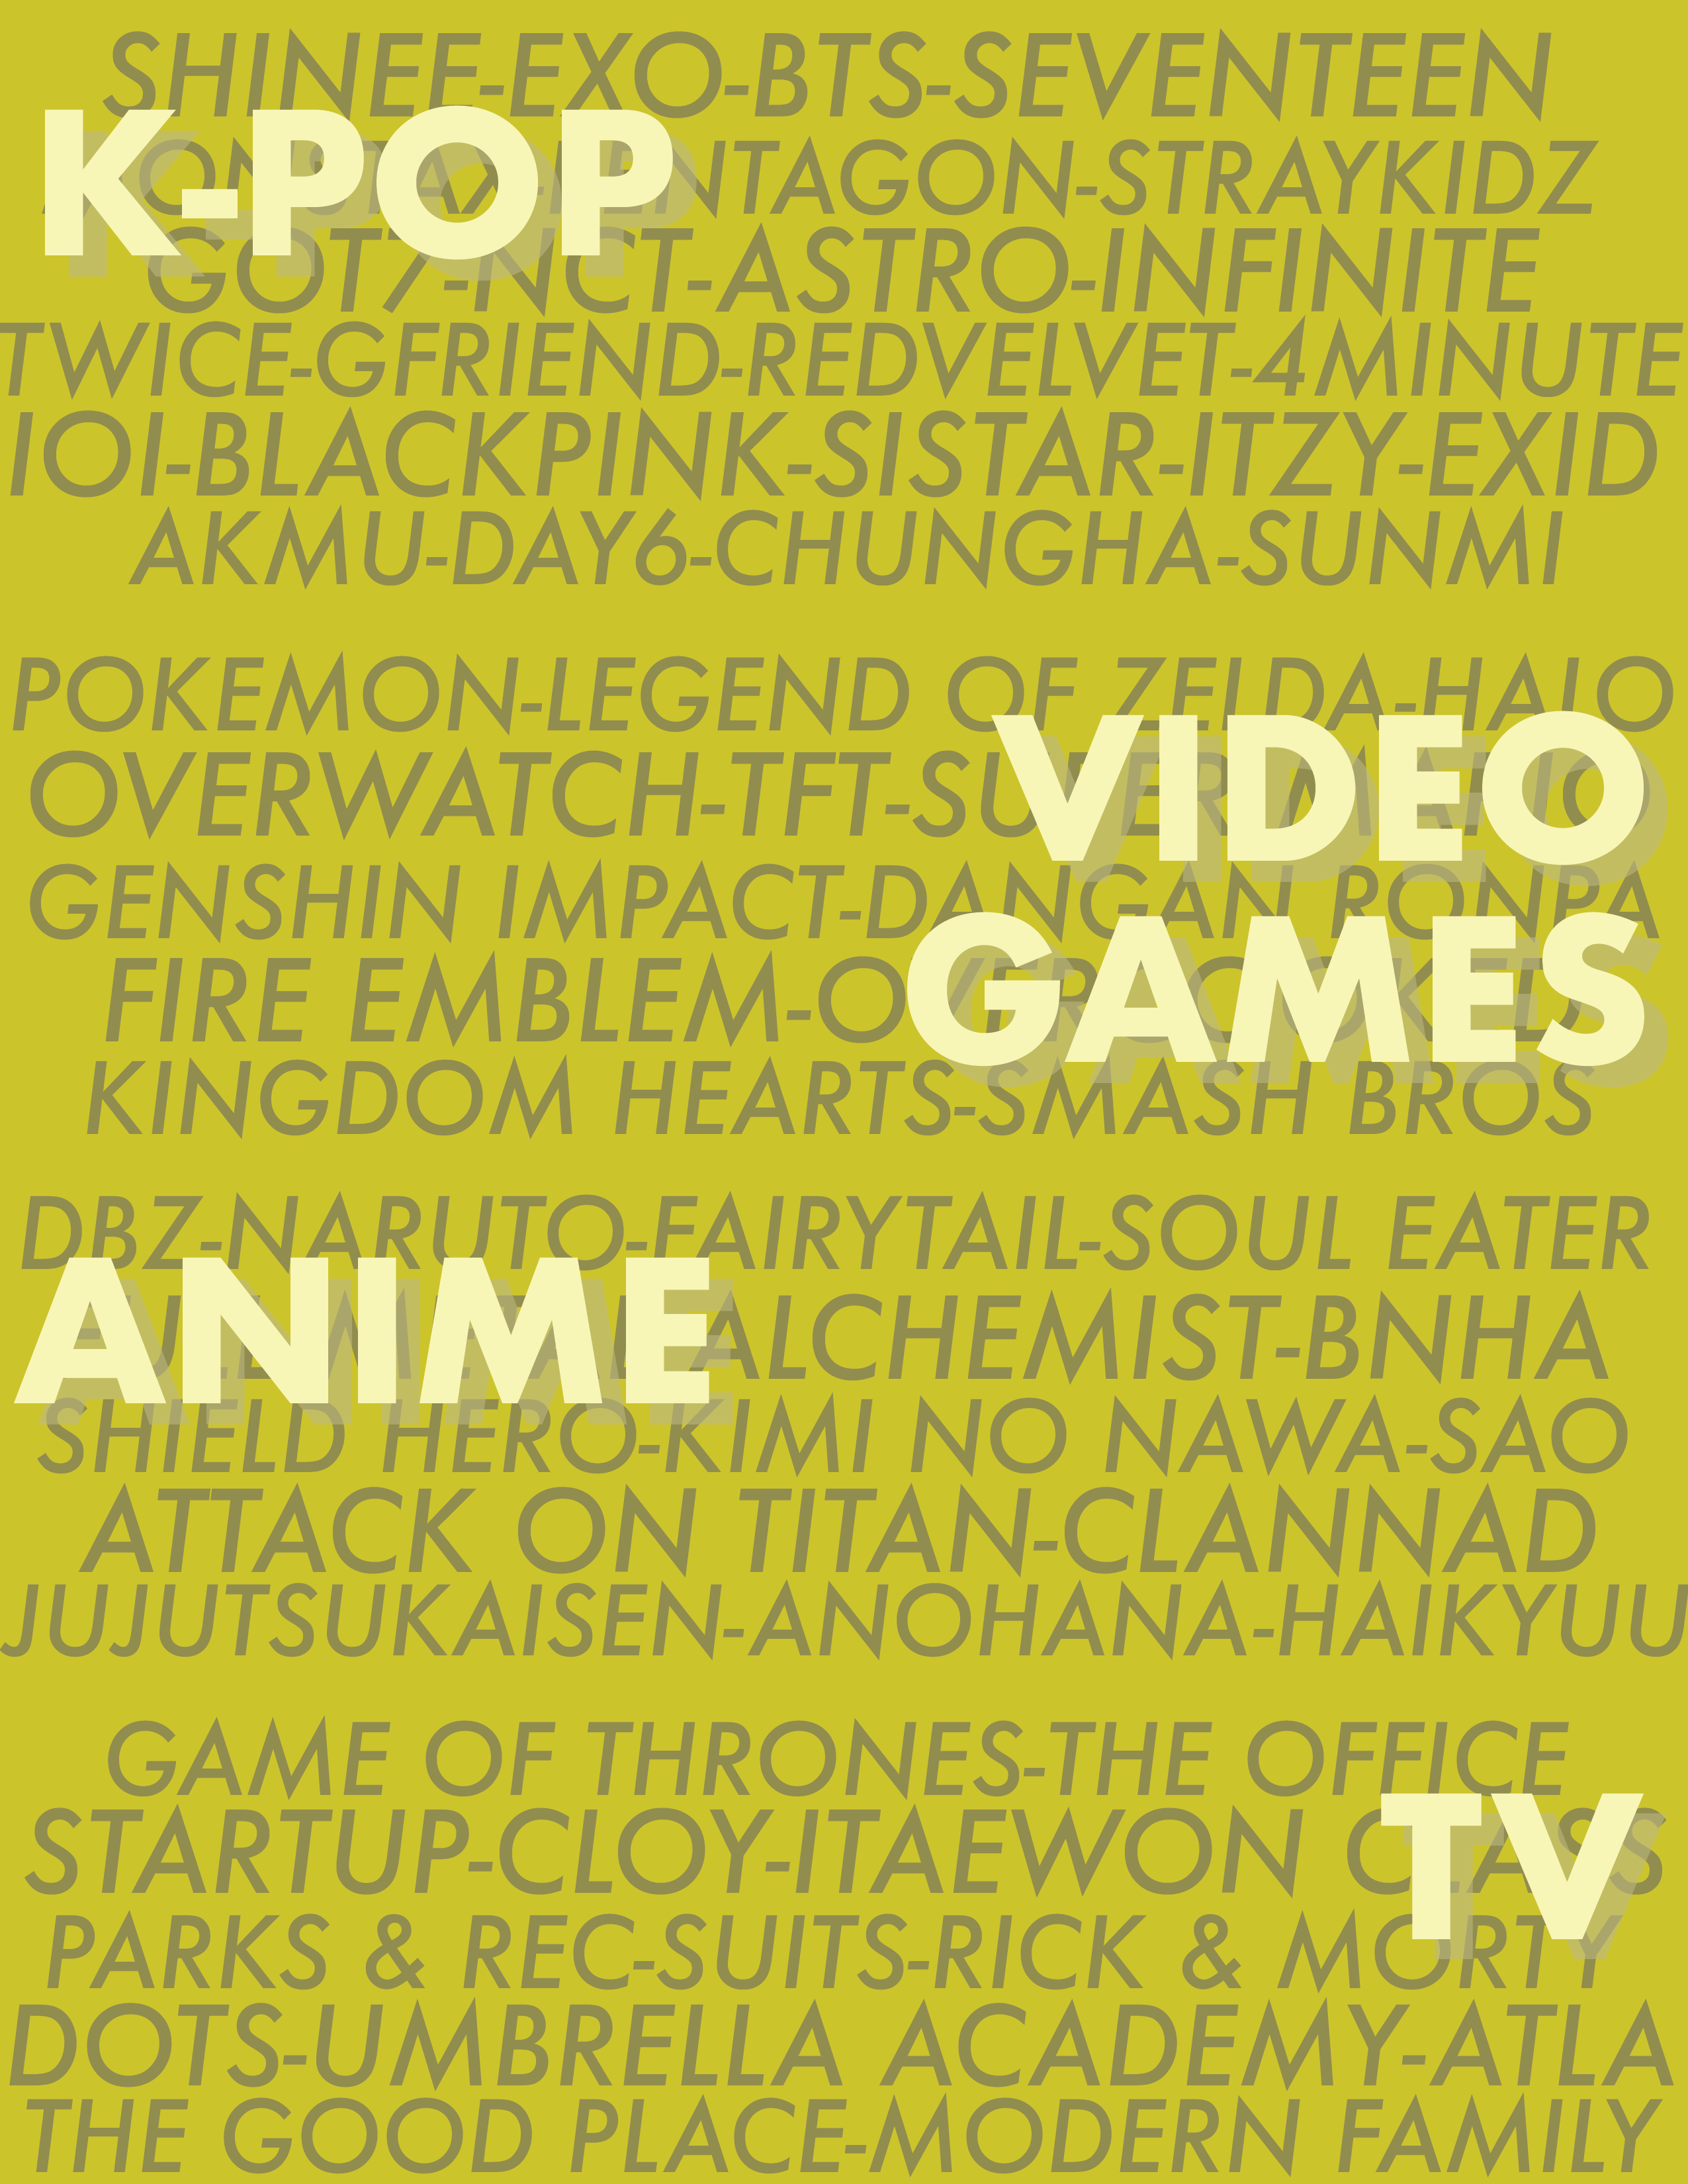 SHINEE-EXO-BTS-SEVENTEEN
K-POP
STRAYKIDZ
GOT7-NCT-ASTRO-INFINITE
TWICE-GFRIEND-REDVELVET-4MINUTE
IOI-BLACKPINK-SISTAR-ITZY-EXID
AKMU-DAY6-CHUNGHA-SUNMI
POKEMON-LEGEND OF ZELDA-HALO
VIDEO
OVERWATCH-TFT-
GENSHIN IMPACT-DANGAN RONPA
GAMES
FIRE EMBLEM-
KINGDOM HEARTS-SMASH BROS
DBZ-NARUTO-FAIRYTAIL-SOUL EATER
ANIME
ALCHEMIST-BNHA
SHIELD HERO-KIMI NO NAWA-SAO
ATTACK ON TITAN-CLANNAD
JUJUTSUKAISEN-ANOHANA-HAIKYUU
GAME OF THRONES-THE OFFICE
TV
STARTUP-CLOY-ITAEWON CLASS
PARKS & REC-SUITS-RICK & MORTY
DOTS-UMBRELLA ACADEMY-ATLA
THE GOOD PLACE-MODERN FAMILY